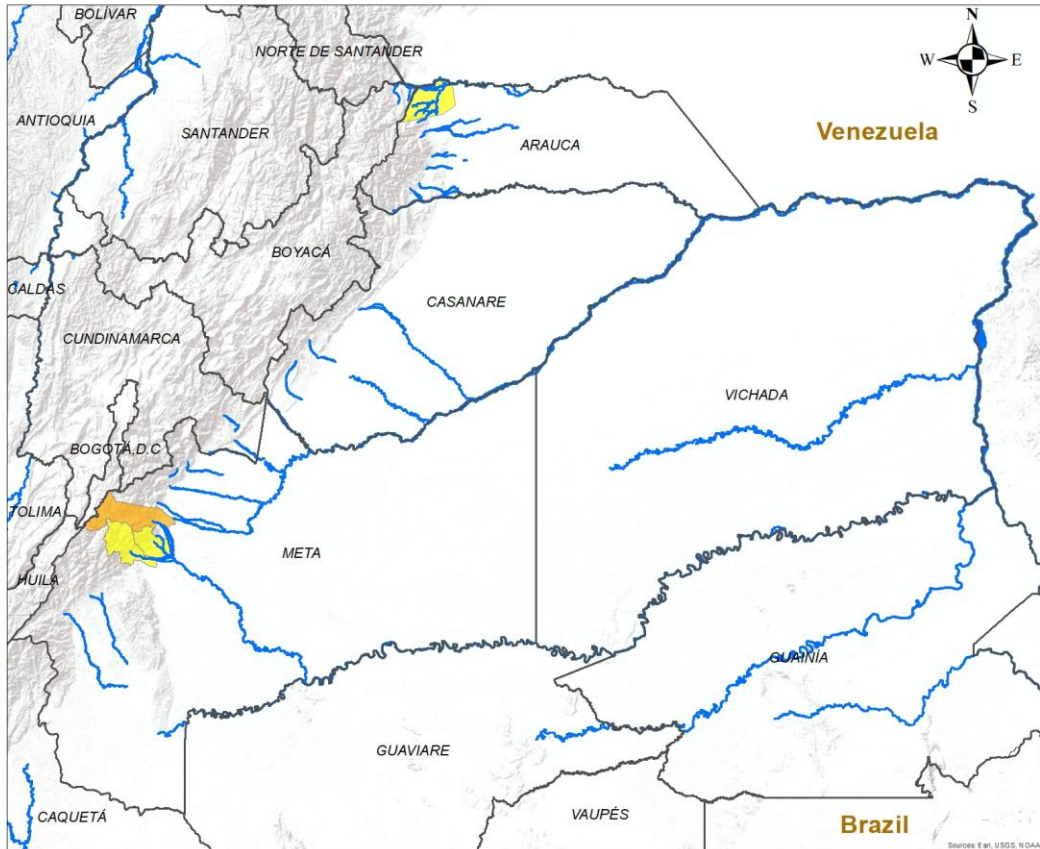 BOLÍVAR
NORTE DE SANTANDER
N
W
E
S
ANTIOQUIA
SANTANDER
ARAUCA
Venezuela
BOYACÁ
CALDAS
CASANARE
CUNDINAMARCA
VICHADA
BOGOTÁ,D.C
TOLIMA
META
HUILA
GUAINÍA
GUAVIARE
CAQUETÁ
VAUPÉS
Brazil
Sources: Esri, USGS, NOAA